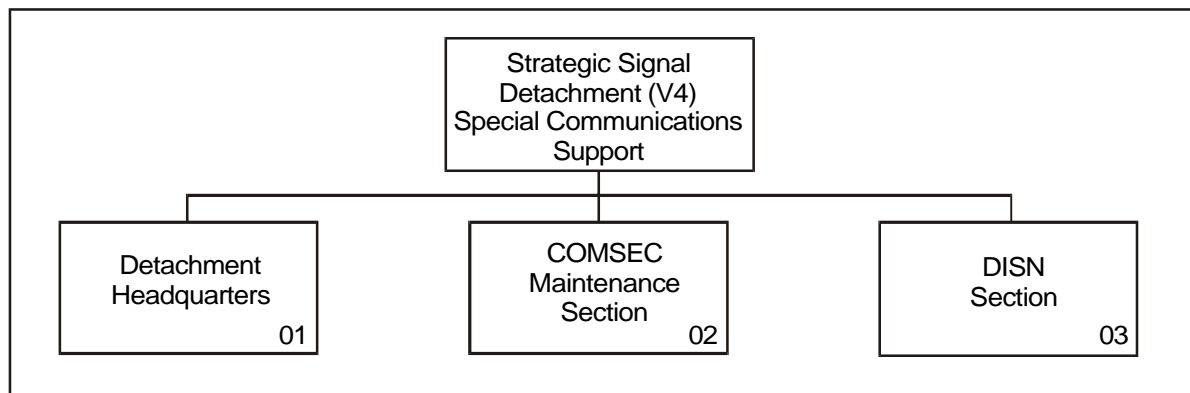 Strategic Signal
Detachment (V4)
Special Communications
Support
Detachment
Headquarters
01
COMSEC
Maintenance
Section
02
DISN
Section
03